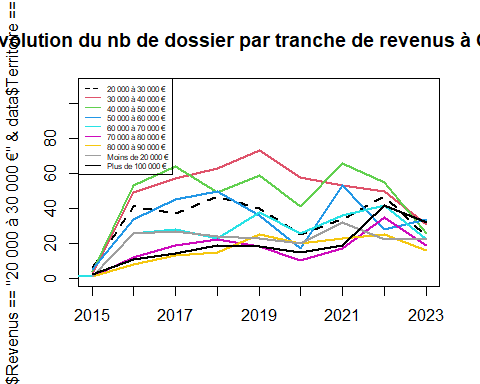 volution du nb de dossier par tranche de revenus à
$Revenus == "20 000 à 30 000 €" & data$Territoire ==
20 000 à 30 000 €
30 000 à 40 000 €
40 000 à 50 000 €
50 000 à 60 000 €
60 000 à 70 000 €
70 000 à 80 000 €
80 000 à 90 000 €
Moins de 20 000 €
Plus de 100 000 €
80
60
40
20
0
2015 2017 2019 2021 2023